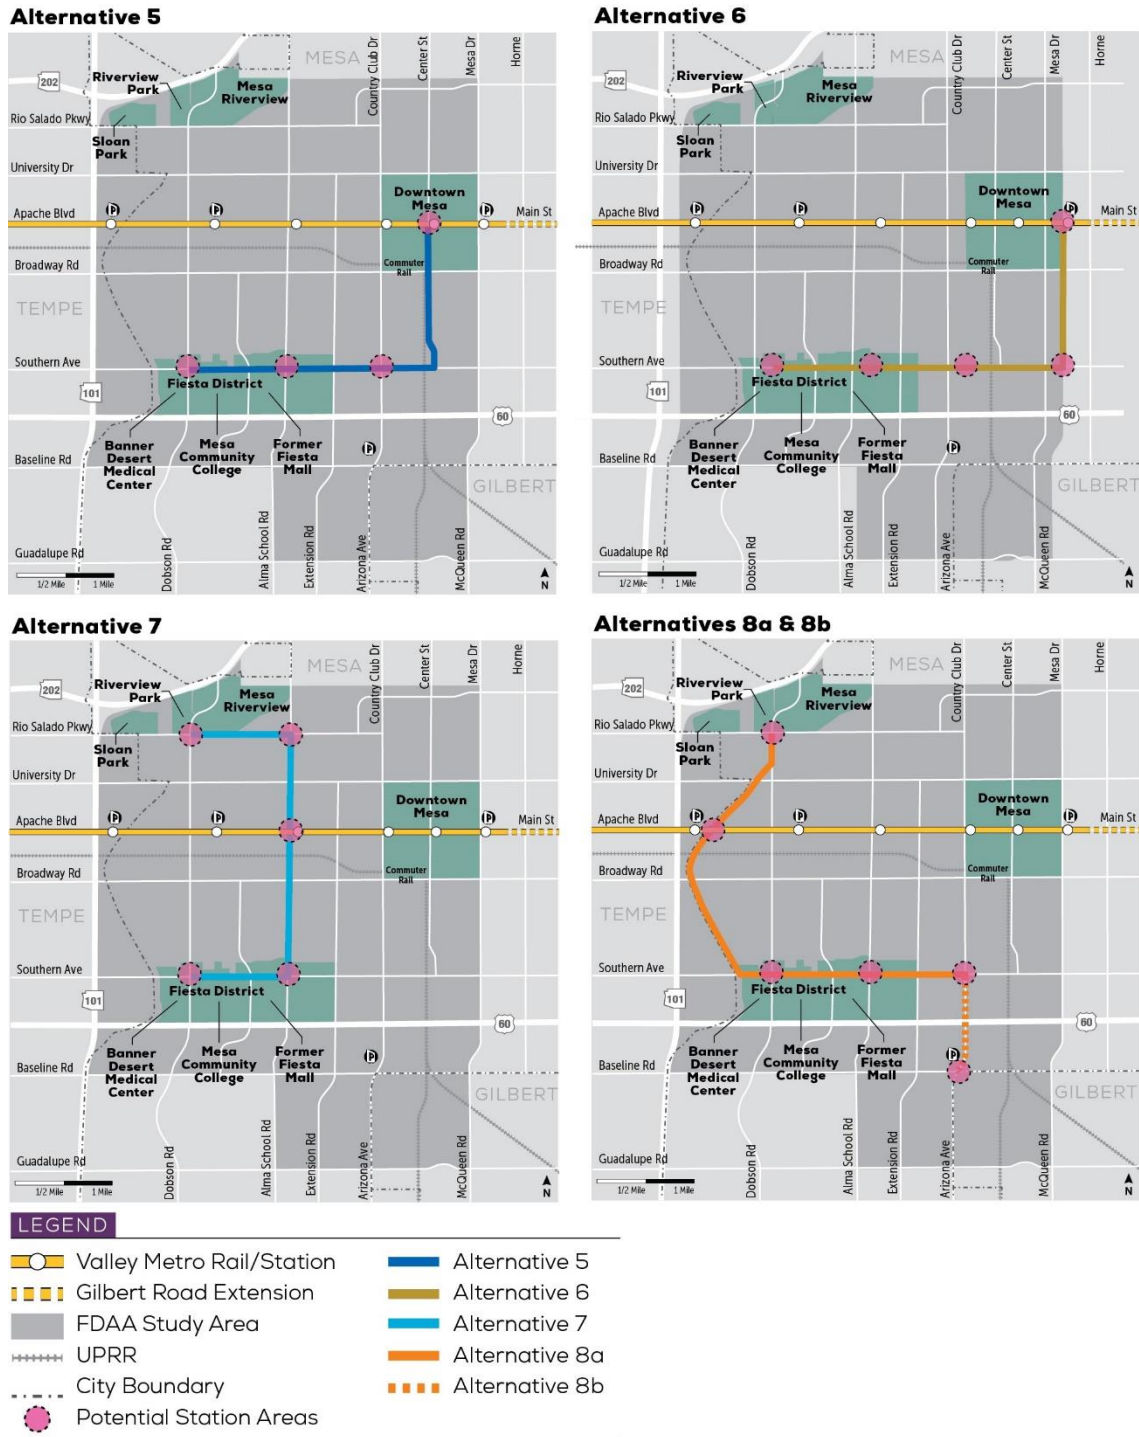 Alternative 5
MESA
202
Riverview
Park
Mesa
Riverview
Country Club Dr
Center St
Mesa Dr
Horne
Rio Salado Pkwy
Sloan
Park
University Dr
Downtown
Mesa
Apache Blvd
P
P
P
Main St
Broadway Rd
Commuter
Rail
TEMPE
Southern Ave
Fiesta District
101
60
Banner
Desert
Medical
Center
Mesa
Community
College
Former
Fiesta
Mall
P
Baseline Rd
GILBERT
Guadalupe Rd
Dobson Rd
Alma School Rd
Extension Rd
Arizona Ave
McQueen Rd
1/2 Mile 1 Mile
N
Alternative 6
MESA
202
Riverview
Park
Mesa
Riverview
Country Club Dr
Center St
Mesa Dr
Horne
Rio Salado Pkwy
Sloan
Park
University Dr
Downtown
Mesa
Apache Blvd
P
P
P
Main St
Broadway Rd
Commuter
Rail
TEMPE
Southern Ave
Fiesta District
101
60
Banner
Desert
Medical
Center
Mesa
Community
College
Former
Fiesta
Mall
P
Baseline Rd
GILBERT
Guadalupe Rd
Dobson Rd
Alma School Rd
Extension Rd
Arizona Ave
McQueen Rd
1/2 Mile 1 Mile
N
Alternative 7
MESA
202
Riverview
Park
Mesa
Riverview
Country Club Dr
Center St
Mesa Dr
Horne
Rio Salado Pkwy
Sloan
Park
University Dr
Downtown
Mesa
Apache Blvd
P
P
P
Main St
Broadway Rd
Commuter
Rail
TEMPE
Southern Ave
Fiesta District
101
60
Banner
Desert
Medical
Center
Mesa
Community
College
Former
Fiesta
Mall
P
Baseline Rd
GILBERT
Guadalupe Rd
Dobson Rd
Alma School Rd
Extension Rd
Arizona Ave
McQueen Rd
1/2 Mile 1 Mile
N
Alternatives 8a & 8b
MESA
202
Riverview
Park
Mesa
Riverview
Country Club Dr
Center St
Mesa Dr
Horne
Rio Salado Pkwy
Sloan
Park
University Dr
Downtown
Mesa
Apache Blvd
P
P
P
Main St
Broadway Rd
Commuter
Rail
TEMPE
Southern Ave
Fiesta District
101
60
Banner
Desert
Medical
Center
Mesa
Community
College
Former
Fiesta
Mall
P
Baseline Rd
GILBERT
Guadalupe Rd
Dobson Rd
Alma School Rd
Extension Rd
Arizona Ave
McQueen Rd
1/2 Mile 1 Mile
N
LEGEND
Valley Metro Rail/Station
Gilbert Road Extension
FDAA Study Area
UPRR
City Boundary
Potential Station Areas
Alternative 5
Alternative 6
Alternative 7
Alternative 8a
Alternative 8b